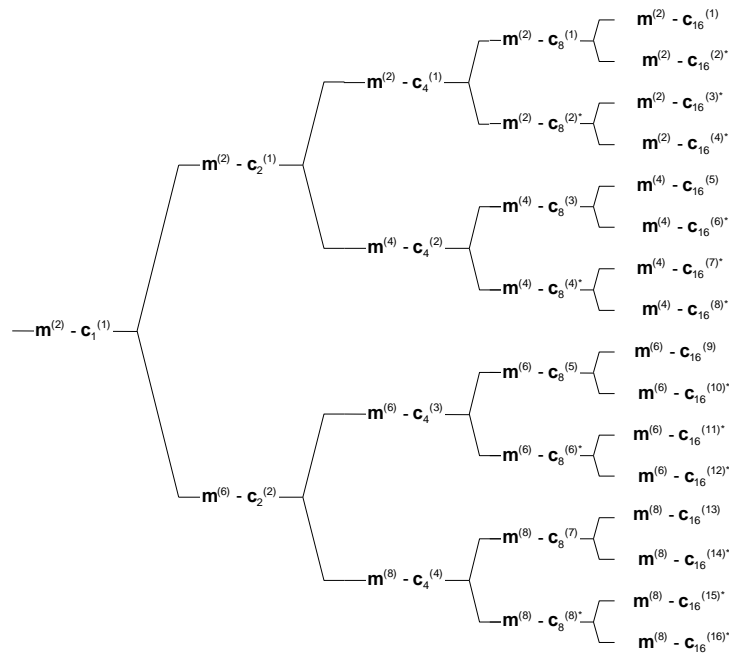 m⁽²⁾ - c₁₆⁽¹⁾
m⁽²⁾ - c₈⁽¹⁾
m⁽²⁾ - c₁₆⁽²⁾*
m⁽²⁾ - c₄⁽¹⁾
m⁽²⁾ - c₁₆⁽³⁾*
m⁽²⁾ - c₈⁽²⁾*
m⁽²⁾ - c₁₆⁽⁴⁾*
m⁽²⁾ - c₂⁽¹⁾
m⁽⁴⁾ - c₁₆⁽⁵⁾
m⁽⁴⁾ - c₈⁽³⁾
m⁽⁴⁾ - c₁₆⁽⁶⁾*
m⁽⁴⁾ - c₄⁽²⁾
m⁽⁴⁾ - c₁₆⁽⁷⁾*
m⁽⁴⁾ - c₈⁽⁴⁾*
m⁽⁴⁾ - c₁₆⁽⁸⁾*
m⁽²⁾ - c₁⁽¹⁾
m⁽⁶⁾ - c₁₆⁽⁹⁾
m⁽⁶⁾ - c₈⁽⁵⁾
m⁽⁶⁾ - c₁₆⁽¹⁰⁾*
m⁽⁶⁾ - c₄⁽³⁾
m⁽⁶⁾ - c₁₆⁽¹¹⁾*
m⁽⁶⁾ - c₈⁽⁶⁾*
m⁽⁶⁾ - c₁₆⁽¹²⁾*
m⁽⁶⁾ - c₂⁽²⁾
m⁽⁸⁾ - c₁₆⁽¹³⁾
m⁽⁸⁾ - c₈⁽⁷⁾
m⁽⁸⁾ - c₁₆⁽¹⁴⁾*
m⁽⁸⁾ - c₄⁽⁴⁾
m⁽⁸⁾ - c₁₆⁽¹⁵⁾*
m⁽⁸⁾ - c₈⁽⁸⁾*
m⁽⁸⁾ - c₁₆⁽¹⁶⁾*